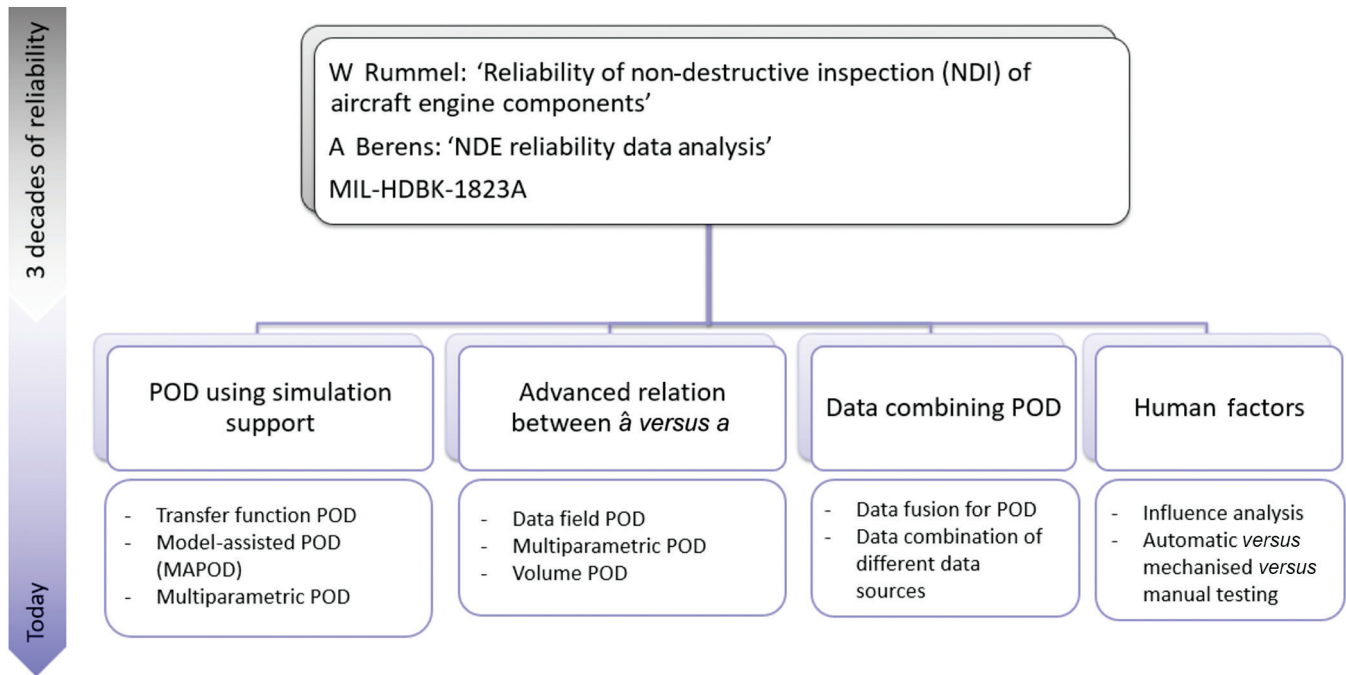 3 decades of reliability
W Rummel: ‘Reliability of non-destructive inspection (NDI) of
aircraft engine components’
A Berens: ‘NDE reliability data analysis’
MIL-HDBK-1823A
Today
POD using simulation
support
- Transfer function POD
- Model-assisted POD
(MAPOD)
- Multiparametric POD
Advanced relation
between â versus a
- Data field POD
- Multiparametric POD
- Volume POD
Data combining POD
- Data fusion for POD
- Data combination of
different data
sources
Human factors
- Influence analysis
- Automatic versus
mechanised versus
manual testing